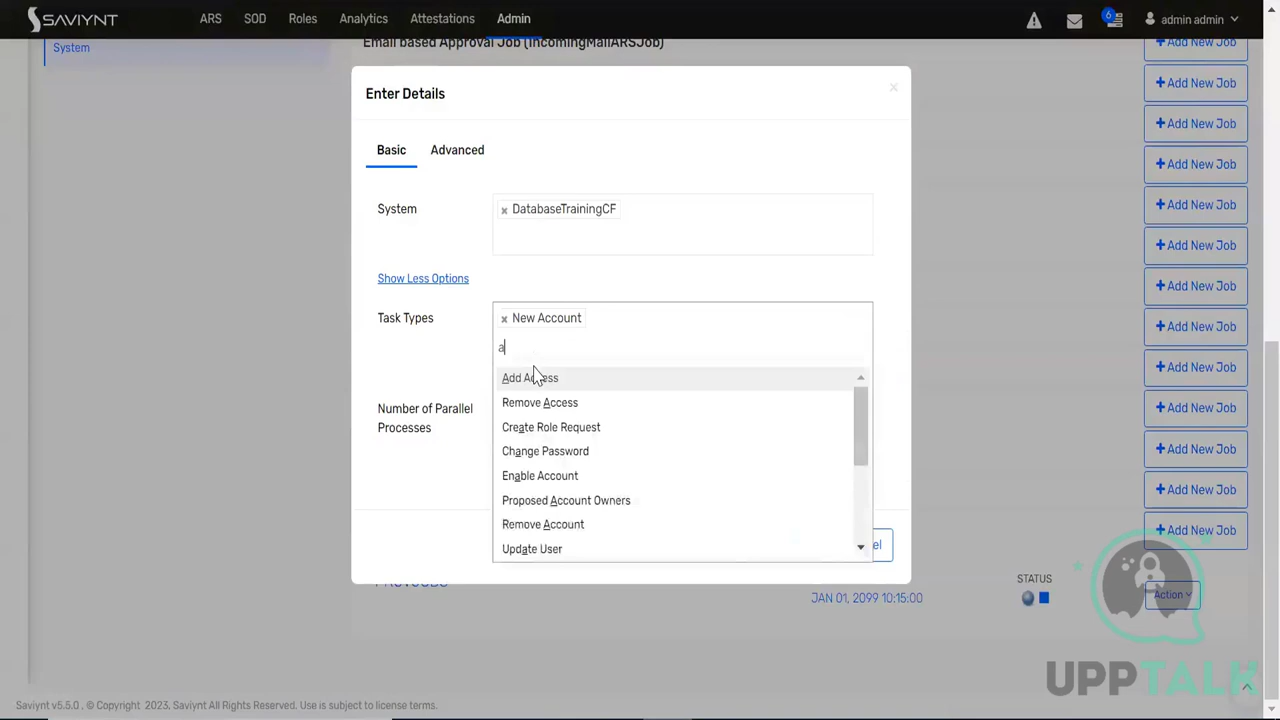 SAVIYNT
ARS
SOD
Roles
Analytics
Attestations
Admin
6
admin admin
System
Email based Approval Job (IncomingMailARSJob)
+Add New Job
+Add New Job
+Add New Job
+Add New Job
+Add New Job
+Add New Job
+Add New Job
+Add New Job
+Add New Job
+Add New Job
+Add New Job
+Add New Job
+Add New Job
Enter Details
×
Basic
Advanced
System
× DatabaseTrainingCF
Show Less Options
Task Types
× New Account
a
Add Access
Remove Access
Create Role Request
Change Password
Enable Account
Proposed Account Owners
Remove Account
Update User
Number of Parallel
Processes
el
JAN 01, 2099 10:15:00
STATUS
Action
UPPTALK
Saviynt v5.5.0 , © Copyright 2023, Saviynt All Rights Reserved. Use is subject to license terms.